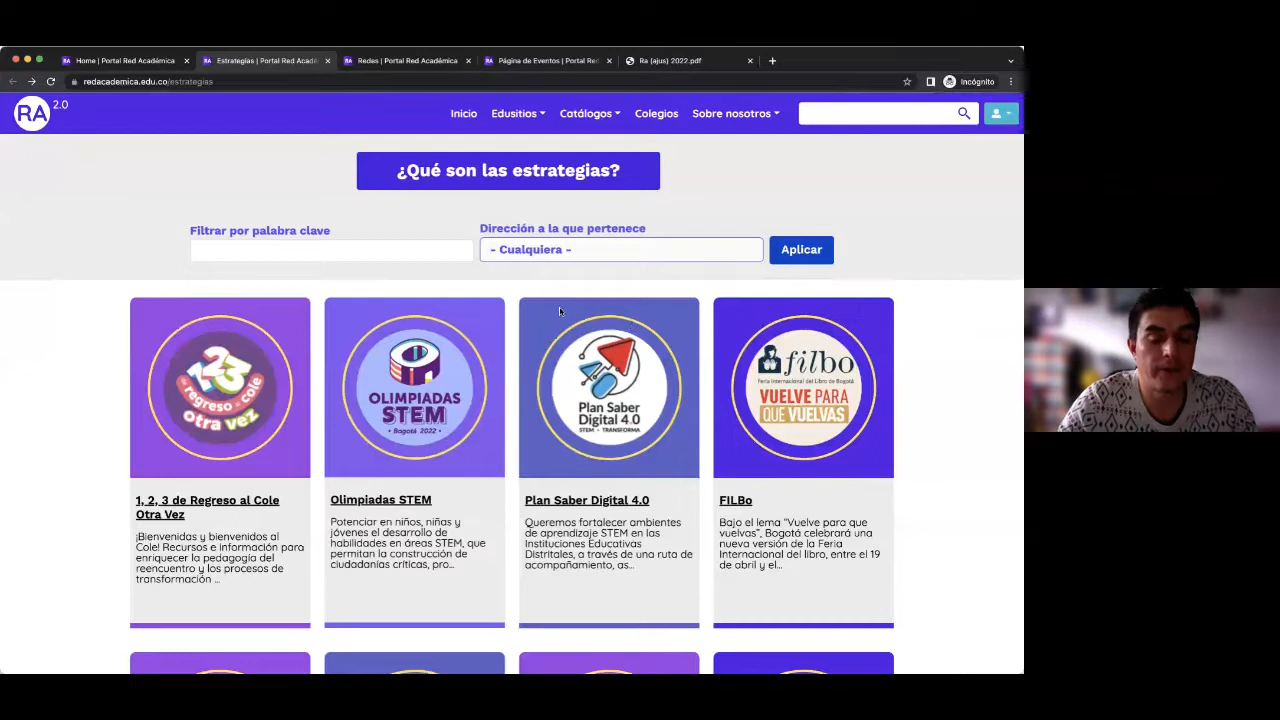 Home | Portal Red Académica
Estrategias | Portal Red Académi
Redes | Portal Red Académica
Página de Eventos | Portal Red
Ra (ajus) 2022.pdf
redacademica.edu.co/estrategias
Incógnito
RA 2.0
Inicio
Edusitios
Catálogos
Colegios
Sobre nosotros
¿Qué son las estrategias?
Filtrar por palabra clave
Dirección a la que pertenece
- Cualquiera -
Aplicar
123
de regreso al cole
otra vez
OLIMPIADAS
STEM
• Bogotá 2022 •
Plan Saber
Digital 4.0
STEM • TRANSFORMA
filbo
Feria Internacional del Libro de Bogotá
VUELVE PARA
QUE VUELVAS
1, 2, 3 de Regreso al Cole
Otra Vez
¡Bienvenidas y bienvenidos al
Cole! Recursos e información para
enriquecer la pedagogía del
reencuentro y los procesos de
transformación ...
Olimpiadas STEM
Potenciar en niños, niñas y
jóvenes el desarrollo de
habilidades en áreas STEM, que
permitan la construcción de
ciudadanías críticas, pro...
Plan Saber Digital 4.0
Queremos fortalecer ambientes
de aprendizaje STEM en las
Instituciones Educativas
Distritales, a través de una ruta de
acompañamiento, as...
FILBo
Bajo el lema "Vuelve para que
vuelvas", Bogotá celebrará una
nueva versión de la Feria
Internacional del libro, entre el 19
de abril y el...